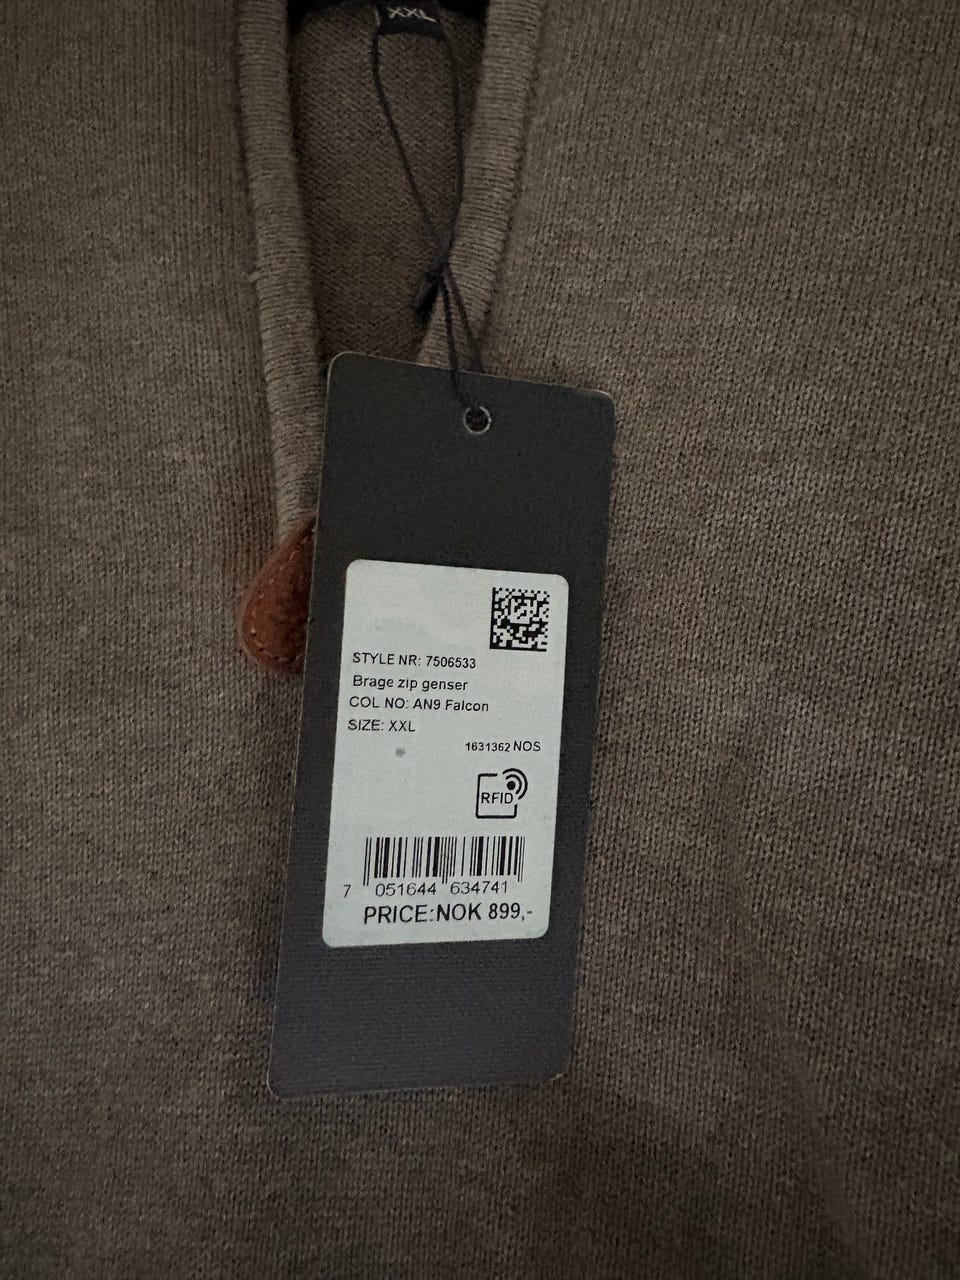 XXL
STYLE NR: 7506533
Brage zip genser
COL NO: AN9 Falcon
SIZE: XXL
1631362 NOS
RFID
7 051644 634741
PRICE:NOK 899,-